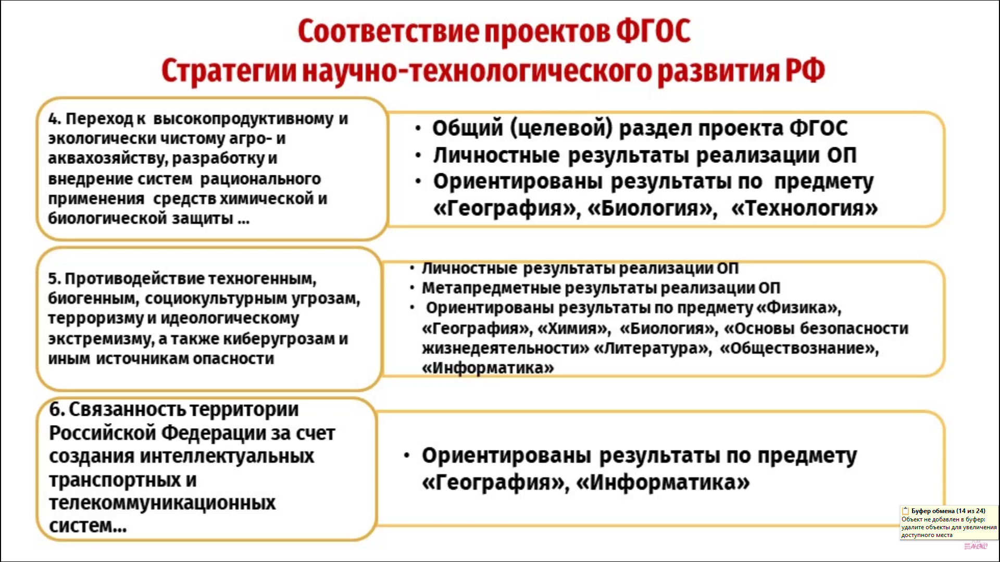 Соответствие проектов ФГОС
Стратегии научно-технологического развития РФ
4. Переход к высокопродуктивному и
экологически чистому агро- и
аквахозяйству, разработку и
внедрение систем рационального
применения средств химической и
биологической защиты ...
• Общий (целевой) раздел проекта ФГОС
• Личностные результаты реализации ОП
• Ориентированы результаты по предмету
«География», «Биология», «Технология»
5. Противодействие техногенным,
биогенным, социокультурным угрозам,
терроризму и идеологическому
экстремизму, а также киберугрозам и
иным источникам опасности
• Личностные результаты реализации ОП
• Метапредметные результаты реализации ОП
• Ориентированы результаты по предмету «Физика»,
«География», «Химия», «Биология», «Основы безопасности
жизнедеятельности» «Литература», «Обществознание»,
«Информатика»
6. Связанность территории
Российской Федерации за счет
создания интеллектуальных
транспортных и
телекоммуникационных
систем...
• Ориентированы результаты по предмету
«География», «Информатика»
Буфер обмена (14 из 24)
Объект не добавлен в буфер:
удалите объекты для увеличения
доступного места
АНЭКС